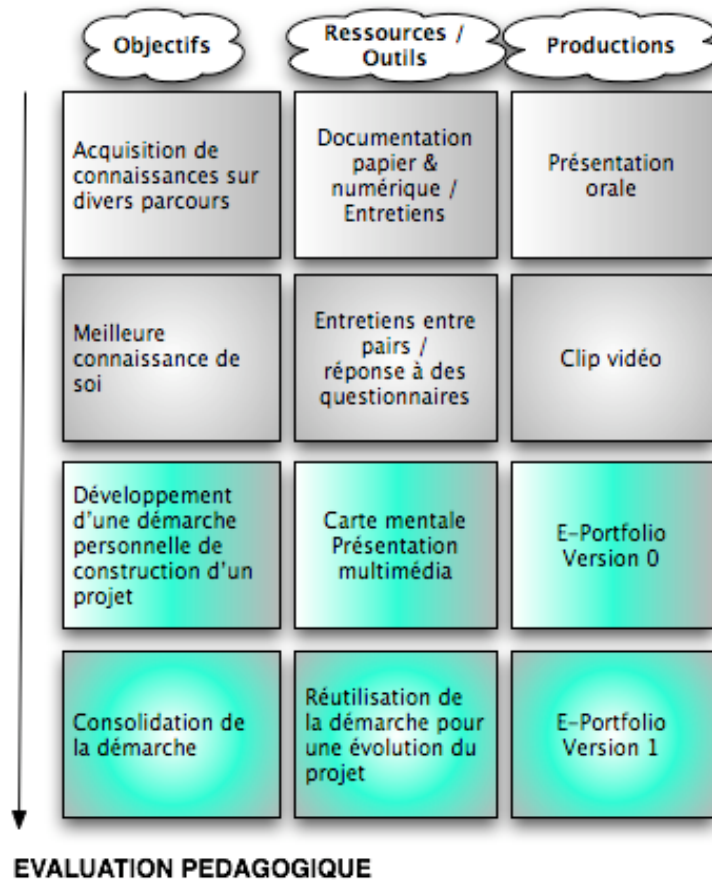 Objectifs
Ressources /
Outils
Productions
Acquisition de
connaissances sur
divers parcours
Documentation
papier &
numérique /
Entretiens
Présentation
orale
Meilleure
connaissance de
soi
Entretiens entre
pairs /
réponse à des
questionnaires
Clip vidéo
Développement
d'une démarche
personnelle de
construction d'un
projet
Carte mentale
Présentation
multimédia
E-Portfolio
Version 0
Consolidation de
la démarche
Réutilisation de
la démarche pour
une évolution du
projet
E-Portfolio
Version 1
EVALUATION PEDAGOGIQUE